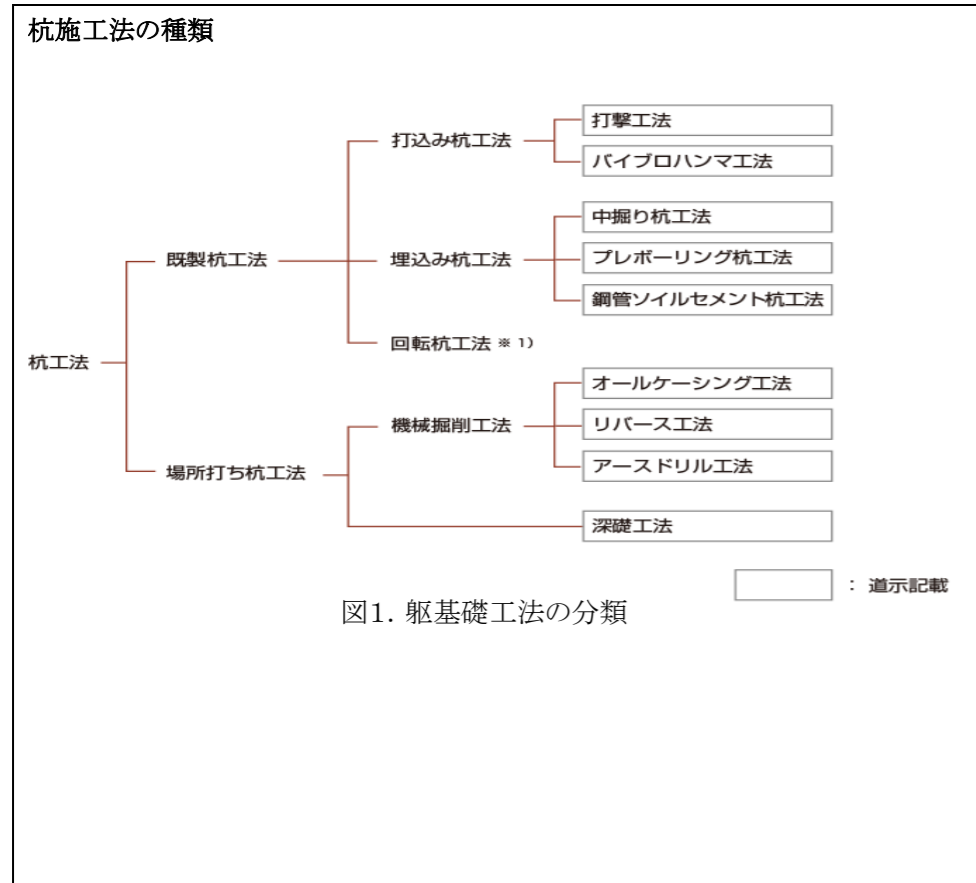 杭施工法の種類
打撃工法
打込み杭工法
バイブロハンマ工法
中掘り杭工法
既製杭工法
埋込み杭工法
プレボーリング杭工法
鋼管ソイルセメント杭工法
回転杭工法 ※ 1)
杭工法
オールケーシング工法
機械掘削工法
リバース工法
場所打ち杭工法
アースドリル工法
深礎工法
： 道示記載
図1. 躯基礎工法の分類